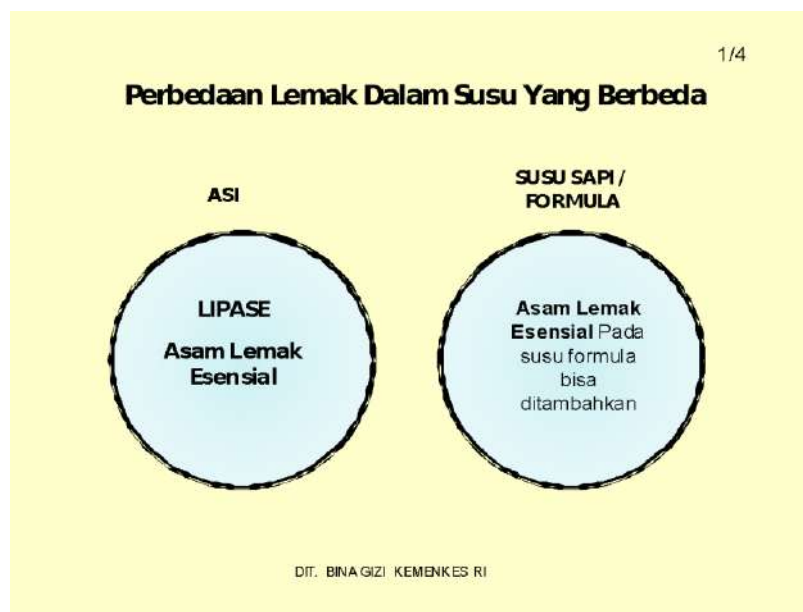 1/4
Perbedaan Lemak Dalam Susu Yang Berbeda
ASI
LIPASE
Asam Lemak
Esensial
SUSU SAPI /
FORMULA
Asam Lemak
Esensial Pada
susu formula
bisa
ditambahkan
DIT. BINA GIZI KEMENKES RI